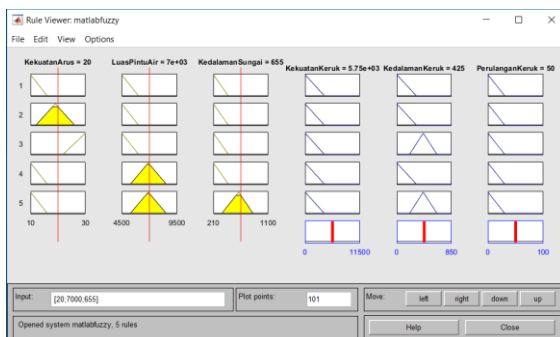 Rule Viewer: matlabfuzzy
File Edit View Options
KekuatanArus = 20 LuasPintuAir = 7e+03 KedalamanSungai = 655 KekuatanKeruk = 5.75e+03 KedalamanKeruk = 425 PerulanganKeruk = 50
1
2
3
4
5
10 30 4500 9500 210 1100
0 11500 0 850 0 100
Input: [20;7000;655] Plot points: 101 Move: left right down up
Opened system matlabfuzzy, 5 rules Help Close